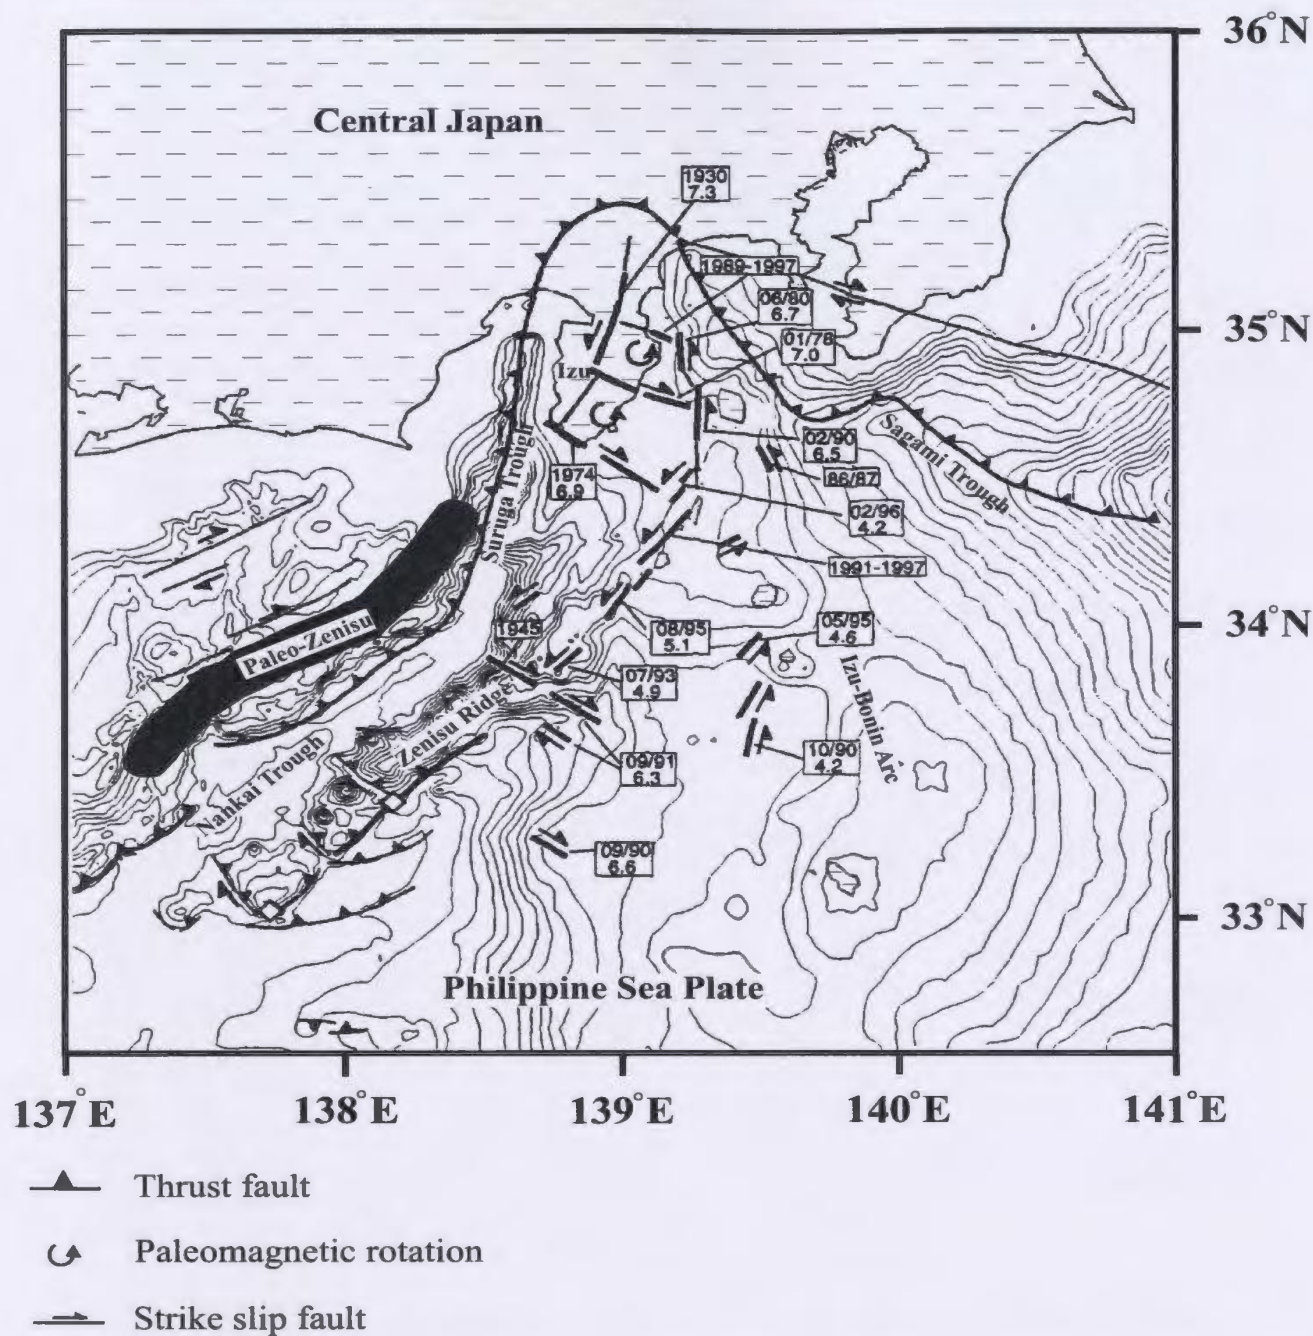 36°N
Central Japan
1930
7.3
1989-1997
06/80
6.7
35°N
01/78
7.0
Izu
02/90
6.5
Sagami Trough
86/87
1974
6.9
Suruga Trough
02/96
4.2
1991-1997
34°N
Paleo-Zenisu
1945
08/95
5.1
05/95
4.6
07/93
4.9
Izu-Bonin Arc
Zenisu Ridge
09/91
6.3
10/90
4.2
Nankai Trough
09/90
6.6
33°N
Philippine Sea Plate
137°E
138°E
139°E
140°E
141°E
Thrust fault
Paleomagnetic rotation
Strike slip fault